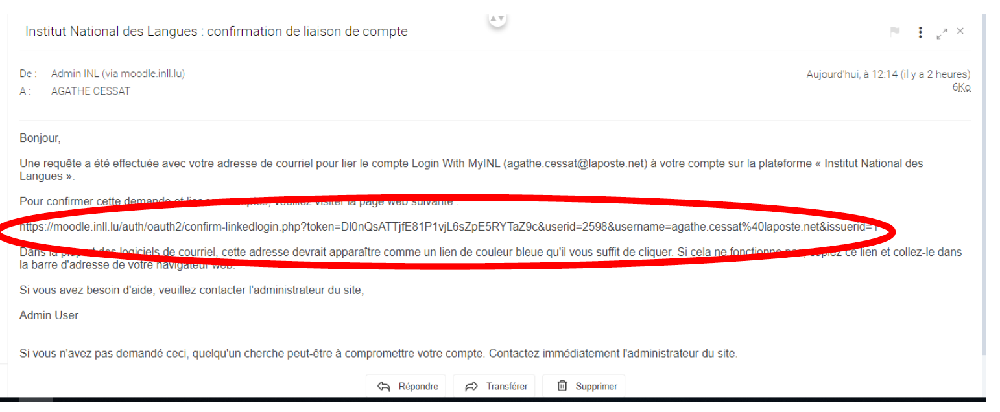 Institut National des Langues : confirmation de liaison de compte
De : Admin INL (via moodle.inll.lu)
Aujourd'hui, à 12:14 (il y a 2 heures)
A : AGATHE CESSAT
6Ko
Bonjour,
Une requête a été effectuée avec votre adresse de courriel pour lier le compte Login With MyINL (agathe.cessat@laposte.net) à votre compte sur la plateforme « Institut National des
Langues ».
Pour confirmer cette demande et lier ces comptes, veuillez visiter la page web suivante :
https://moodle.inll.lu/auth/oauth2/confirm-linkedlogin.php?token=Dl0nQsATTjfE81P1vjL6sZpE5RYTaZ9c&userid=2598&username=agathe.cessat%40laposte.net&issuerid=1
Dans la plupart des logiciels de courriel, cette adresse devrait apparaître comme un lien de couleur bleue qu'il vous suffit de cliquer. Si cela ne fonctionne pas, copiez ce lien et collez-le dans
la barre d'adresse de votre navigateur web.
Si vous avez besoin d'aide, veuillez contacter l'administrateur du site,
Admin User
Si vous n'avez pas demandé ceci, quelqu'un cherche peut-être à compromettre votre compte. Contactez immédiatement l'administrateur du site.
Répondre Transférer Supprimer